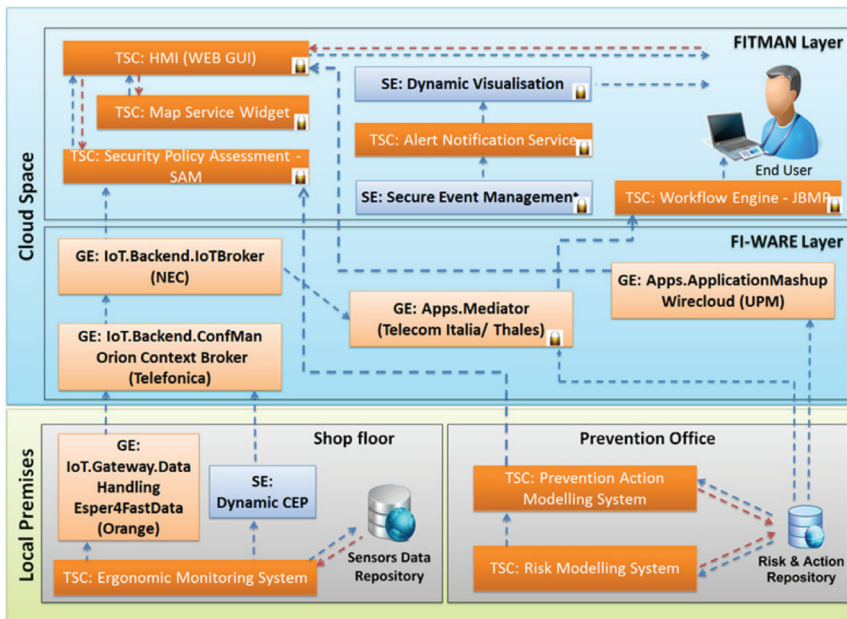 FITMAN Layer
TSC: HMI (WEB GUI)
SE: Dynamic Visualisation
TSC: Map Service Widget
TSC: Alert Notification Service
TSC: Security Policy Assessment -
SAM
End User
SE: Secure Event Management
TSC: Workflow Engine - JBMP
Cloud Space
FI-WARE Layer
GE: IoT.Backend.IoTBroker
(NEC)
GE: Apps.Mediator
(Telecom Italia/ Thales)
GE: Apps.ApplicationMashup
Wirecloud (UPM)
GE: IoT.Backend.ConfMan
Orion Context Broker
(Telefonica)
Local Premises
Shop floor
GE:
IoT.Gateway.Data
Handling
Esper4FastData
(Orange)
SE:
Dynamic CEP
Sensors Data
Repository
TSC: Ergonomic Monitoring System
Prevention Office
TSC: Prevention Action
Modelling System
TSC: Risk Modelling System
Risk & Action
Repository